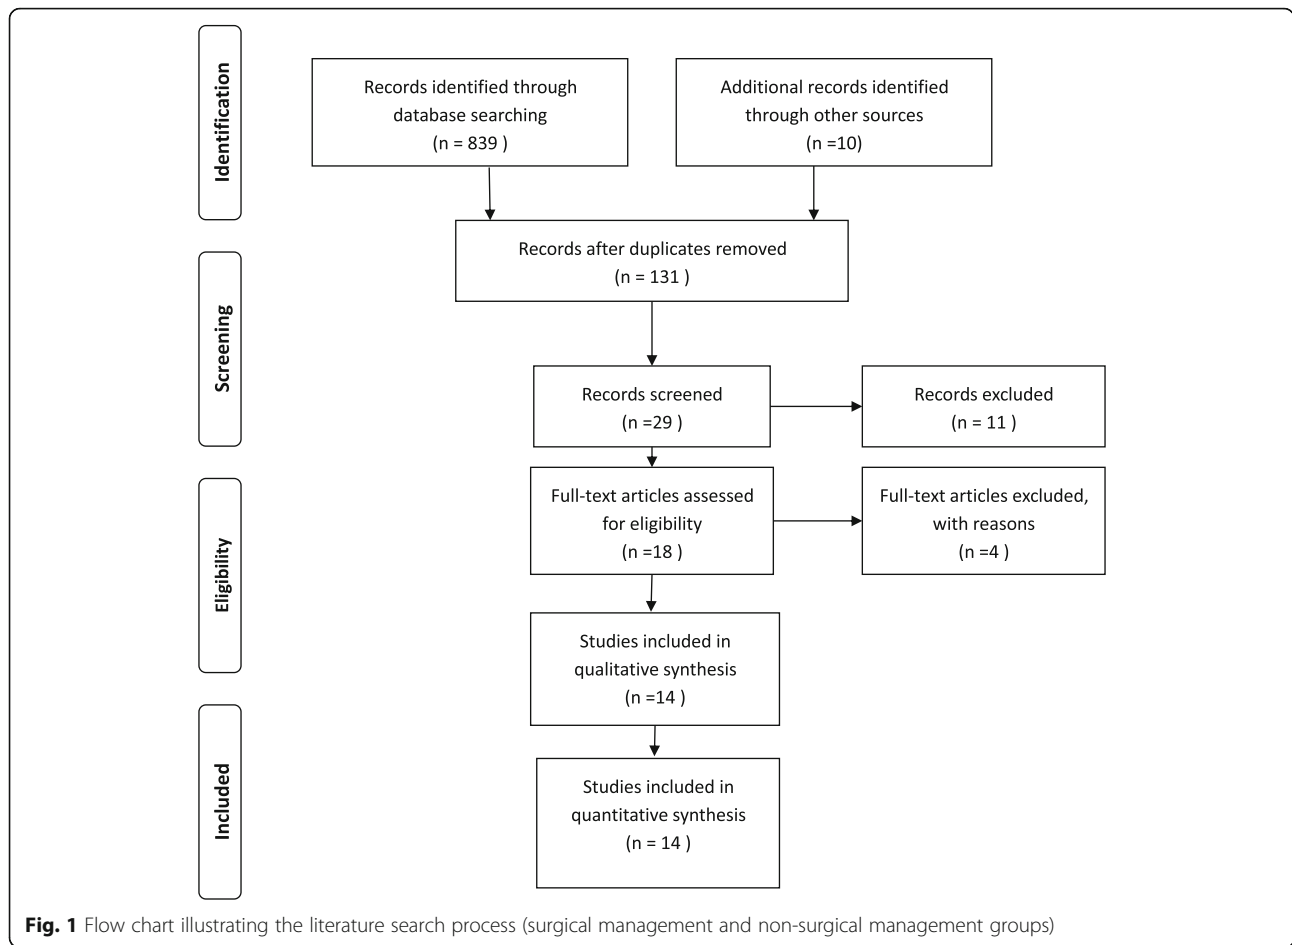 Identification
Records identified through
database searching
(n = 839 )
Additional records identified
through other sources
(n =10)
Records after duplicates removed
(n = 131 )
Screening
Records screened
(n =29 )
Records excluded
(n = 11 )
Eligibility
Full-text articles assessed
for eligibility
(n =18 )
Full-text articles excluded,
with reasons
(n =4 )
Studies included in
qualitative synthesis
(n =14 )
Included
Studies included in
quantitative synthesis
(n = 14 )
Fig. 1 Flow chart illustrating the literature search process (surgical management and non-surgical management groups)